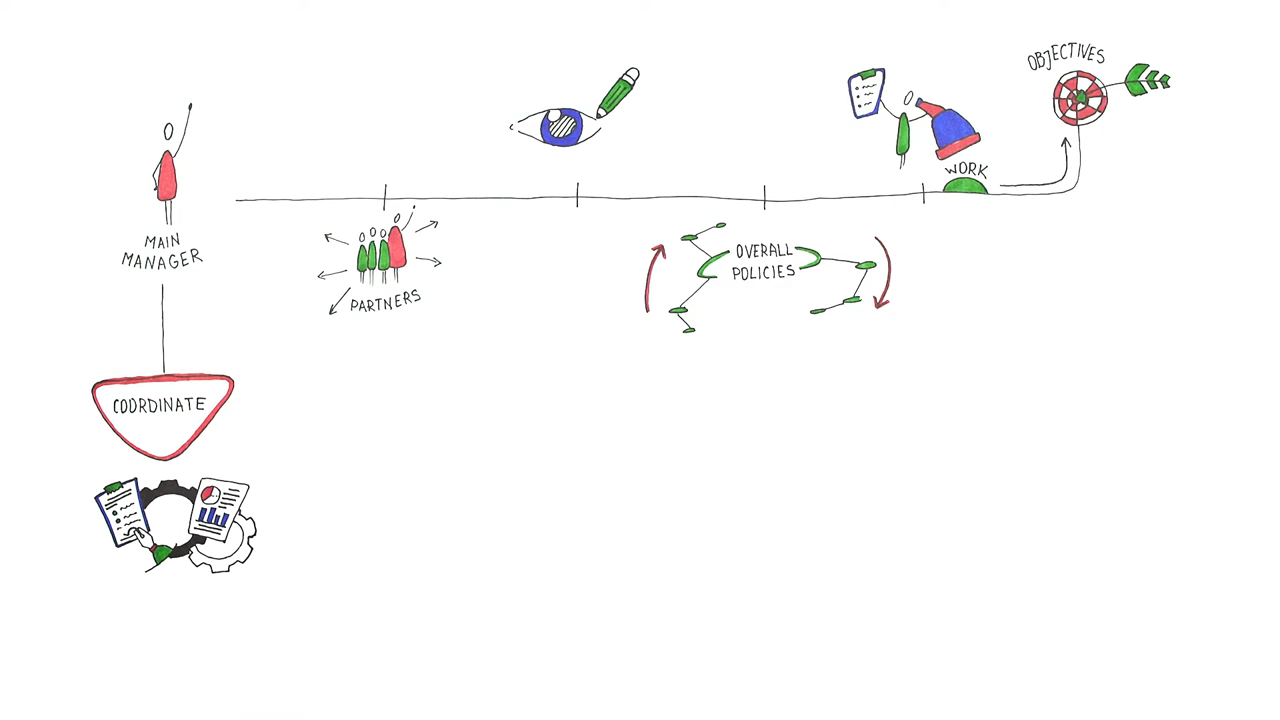 OBJECTIVES
WORK
MAIN
MANAGER
PARTNERS
OVERALL
POLICIES
COORDINATE